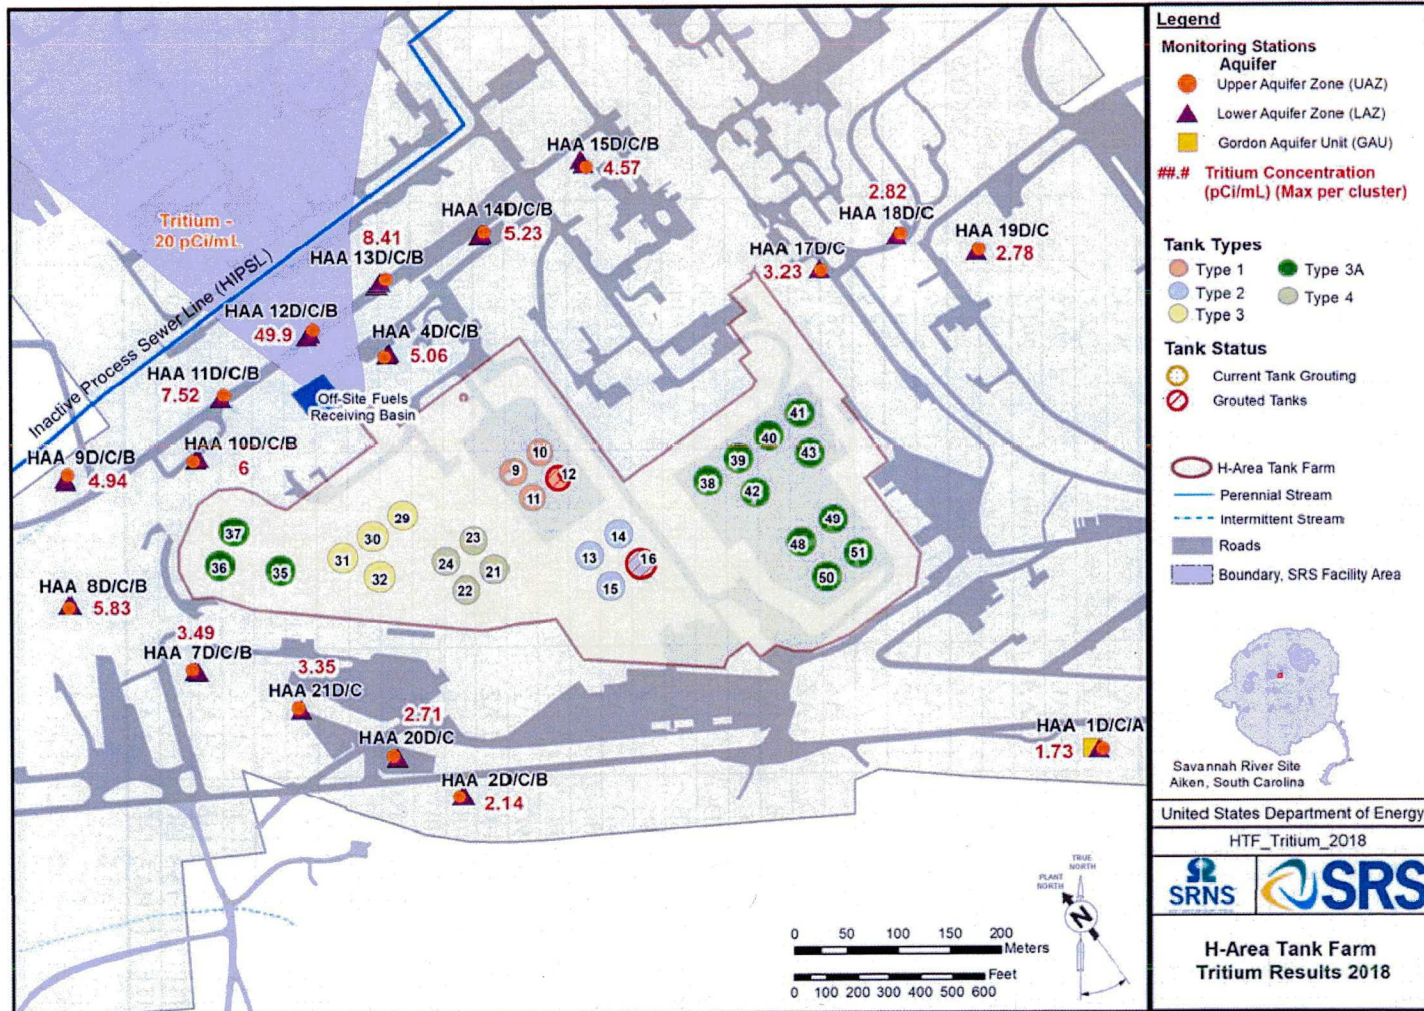 HAA 15D/C/B
4.57
HAA 14D/C/B
5.23
Tritium -
20 pCi/mL
8.41
HAA 13D/C/B
2.82
HAA 18D/C
HAA 19D/C
2.78
HAA 17D/C
3.23
Inactive Process Sewer Line (HIPSL)
HAA 12D/C/B
49.9
HAA 4D/C/B
5.06
HAA 11D/C/B
7.52
Off-Site Fuels
Receiving Basin
HAA 10D/C/B
6
HAA 9D/C/B
4.94
41
40
43
39
38
42
10
9
12
11
49
48
51
50
29
30
31
32
23
24
21
22
14
13
16
15
37
36
35
HAA 8D/C/B
5.83
3.49
HAA 7D/C/B
3.35
HAA 21D/C
2.71
HAA 20D/C
HAA 2D/C/B
2.14
HAA 1D/C/A
1.73
TRUE
NORTH
PLANT
NORTH
N
0 50 100 150 200
Meters
Feet
0 100 200 300 400 500 600
Legend
Monitoring Stations
Aquifer
Upper Aquifer Zone (UAZ)
Lower Aquifer Zone (LAZ)
Gordon Aquifer Unit (GAU)
##.# Tritium Concentration
(pCi/mL) (Max per cluster)
Tank Types
Type 1 Type 3A
Type 2 Type 4
Type 3
Tank Status
Current Tank Grouting
Grouted Tanks
H-Area Tank Farm
Perennial Stream
Intermittent Stream
Roads
Boundary, SRS Facility Area
Savannah River Site
Aiken, South Carolina
United States Department of Energy
HTF_Tritium_2018
SRNS
SRS
H-Area Tank Farm
Tritium Results 2018